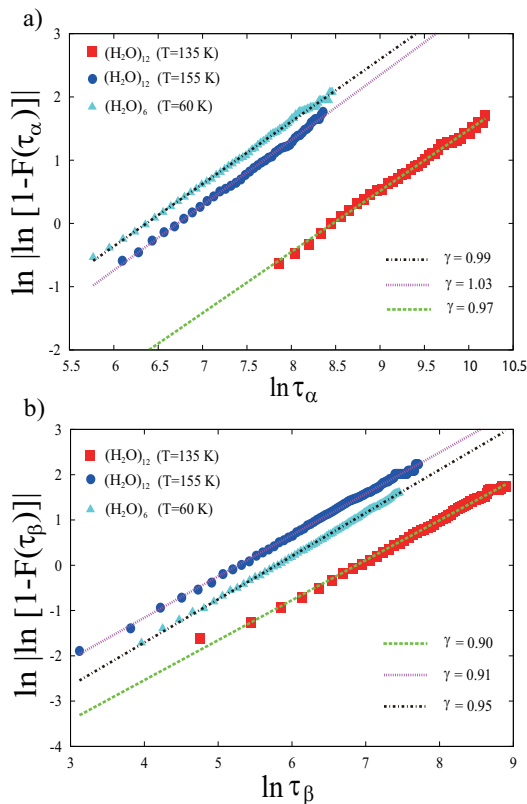 a)
3
2
1
0
-1
-2
ln |ln [1-F(τα)]|
(H2O)12 (T=135 K)
(H2O)12 (T=155 K)
(H2O)6 (T=60 K)
γ = 0.99
γ = 1.03
γ = 0.97
5.5 6 6.5 7 7.5 8 8.5 9 9.5 10 10.5
ln τα
b)
3
2
1
0
-1
-2
-3
-4
ln |ln [1-F(τβ)]|
(H2O)12 (T=135 K)
(H2O)12 (T=155 K)
(H2O)6 (T=60 K)
γ = 0.90
γ = 0.91
γ = 0.95
3 4 5 6 7 8 9
ln τβ